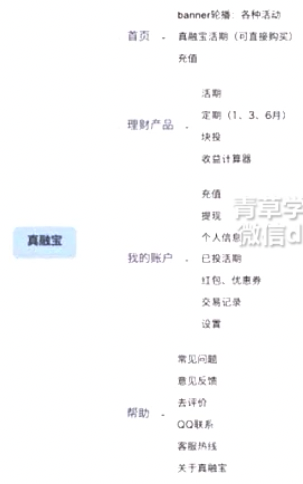 真融宝
首页
banner轮播：各种活动
真融宝活期（可直接购买）
充值
理财产品
活期
定期（1、3、6月）
块投
收益计算器
我的账户
充值
提现
个人信息
已投活期
红包、优惠券
交易记录
设置
帮助
常见问题
意见反馈
去评价
QQ联系
客服热线
关于真融宝
青草学
微信d